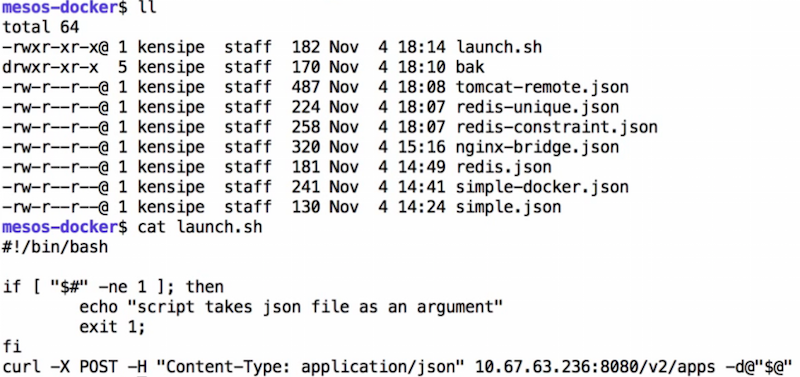 mesos-docker$ ll
total 64
-rwxr-xr-x@ 1 kensipe  staff  182 Nov  4 18:14 launch.sh
drwxr-xr-x  5 kensipe  staff  170 Nov  4 18:10 bak
-rw-r--r--@ 1 kensipe  staff  487 Nov  4 18:08 tomcat-remote.json
-rw-r--r--@ 1 kensipe  staff  224 Nov  4 18:07 redis-unique.json
-rw-r--r--@ 1 kensipe  staff  258 Nov  4 18:07 redis-constraint.json
-rw-r--r--@ 1 kensipe  staff  320 Nov  4 15:16 nginx-bridge.json
-rw-r--r--@ 1 kensipe  staff  181 Nov  4 14:49 redis.json
-rw-r--r--@ 1 kensipe  staff  241 Nov  4 14:41 simple-docker.json
-rw-r--r--@ 1 kensipe  staff  130 Nov  4 14:24 simple.json
mesos-docker$ cat launch.sh
#!/bin/bash

if [ "$#" -ne 1 ]; then
        echo "script takes json file as an argument"
        exit 1;
fi
curl -X POST -H "Content-Type: application/json" 10.67.63.236:8080/v2/apps -d@"$@"